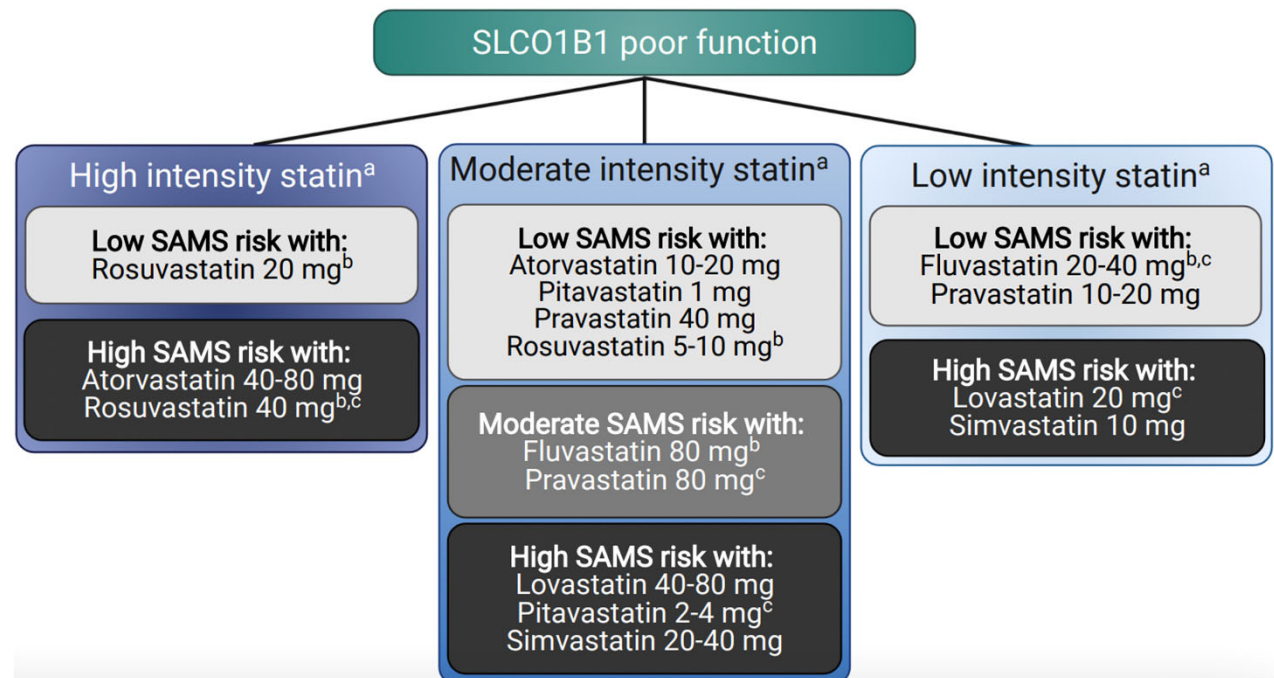 SLCO1B1 poor function
High intensity statinᵃ
Low SAMS risk with:
Rosuvastatin 20 mgᵇ
High SAMS risk with:
Atorvastatin 40-80 mg
Rosuvastatin 40 mgᵇ,ᶜ
Moderate intensity statinᵃ
Low SAMS risk with:
Atorvastatin 10-20 mg
Pitavastatin 1 mg
Pravastatin 40 mg
Rosuvastatin 5-10 mgᵇ
Moderate SAMS risk with:
Fluvastatin 80 mgᵇ
Pravastatin 80 mgᶜ
High SAMS risk with:
Lovastatin 40-80 mg
Pitavastatin 2-4 mgᶜ
Simvastatin 20-40 mg
Low intensity statinᵃ
Low SAMS risk with:
Fluvastatin 20-40 mgᵇ,ᶜ
Pravastatin 10-20 mg
High SAMS risk with:
Lovastatin 20 mgᶜ
Simvastatin 10 mg